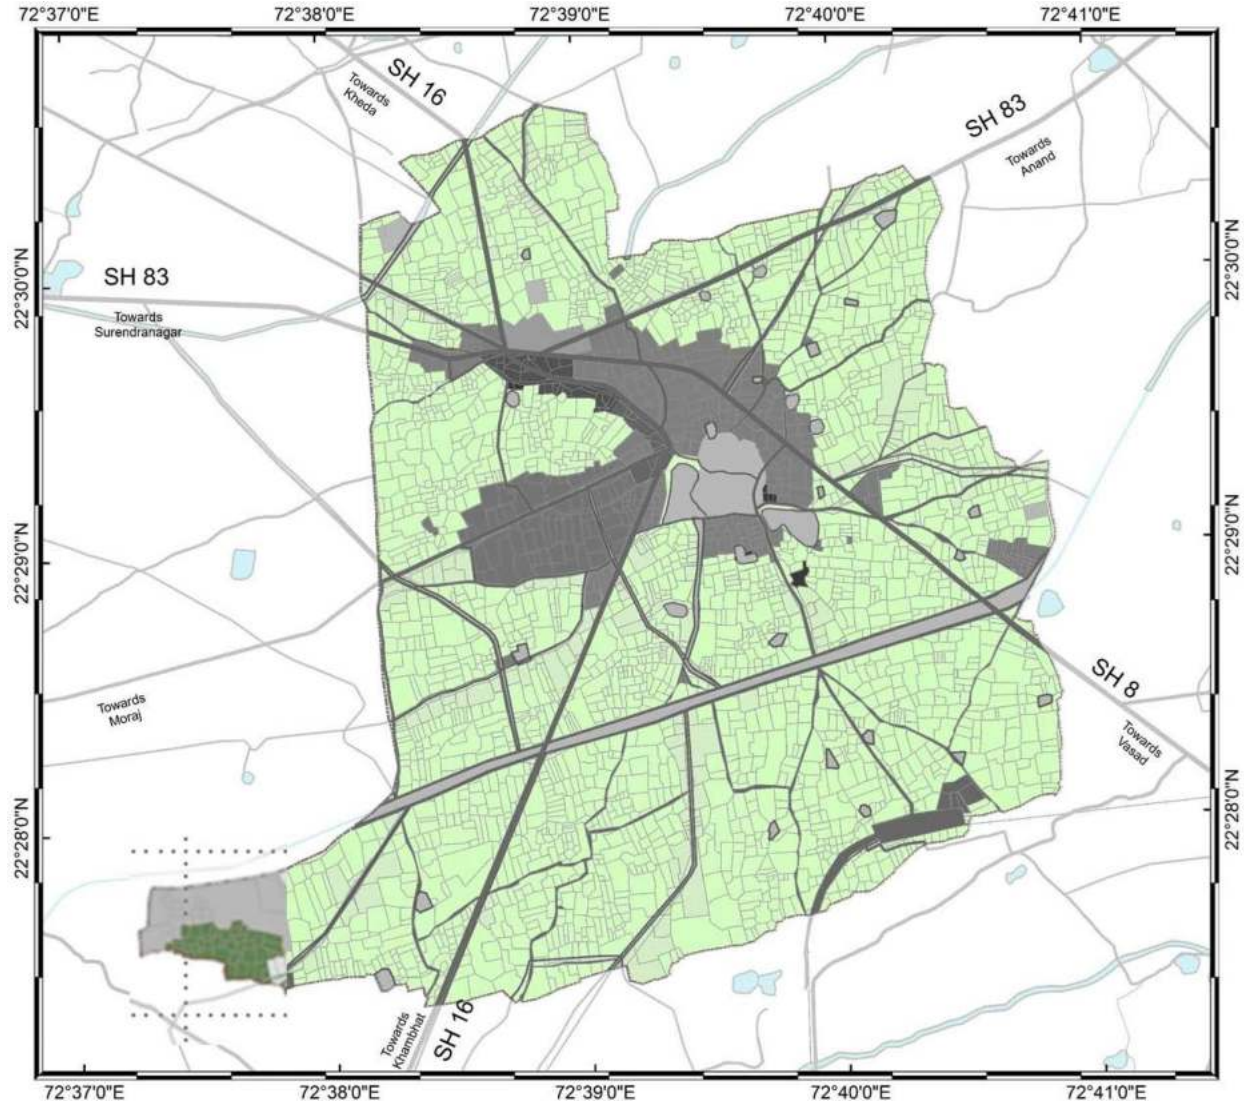 72°37'0"E
72°38'0"E
72°39'0"E
72°40'0"E
72°41'0"E
SH 16
Towards
Kheda
SH 83
Towards
Anand
22°30'0"N
22°30'0"N
SH 83
Towards
Surendranagar
22°29'0"N
22°29'0"N
SH 8
Towards
Vasad
Towards
Moraj
22°28'0"N
22°28'0"N
Towards
Khambhat
SH 16
72°37'0"E
72°38'0"E
72°39'0"E
72°40'0"E
72°41'0"E